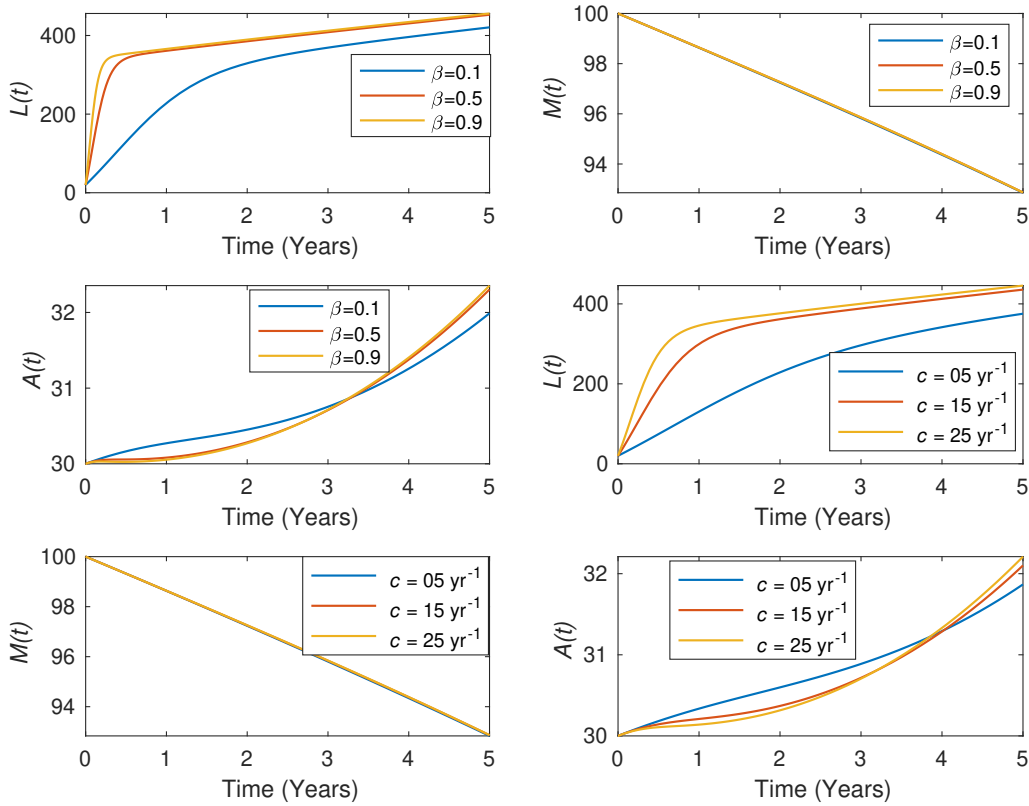 L(t)
400
200
0
β=0.1
β=0.5
β=0.9
0 1 2 3 4 5
Time (Years)
M(t)
100
98
96
94
β=0.1
β=0.5
β=0.9
0 1 2 3 4 5
Time (Years)
A(t)
32
31
30
β=0.1
β=0.5
β=0.9
0 1 2 3 4 5
Time (Years)
L(t)
400
200
0
c = 05 yr⁻¹
c = 15 yr⁻¹
c = 25 yr⁻¹
0 1 2 3 4 5
Time (Years)
M(t)
100
98
96
94
c = 05 yr⁻¹
c = 15 yr⁻¹
c = 25 yr⁻¹
0 1 2 3 4 5
Time (Years)
A(t)
32
31
30
c = 05 yr⁻¹
c = 15 yr⁻¹
c = 25 yr⁻¹
0 1 2 3 4 5
Time (Years)